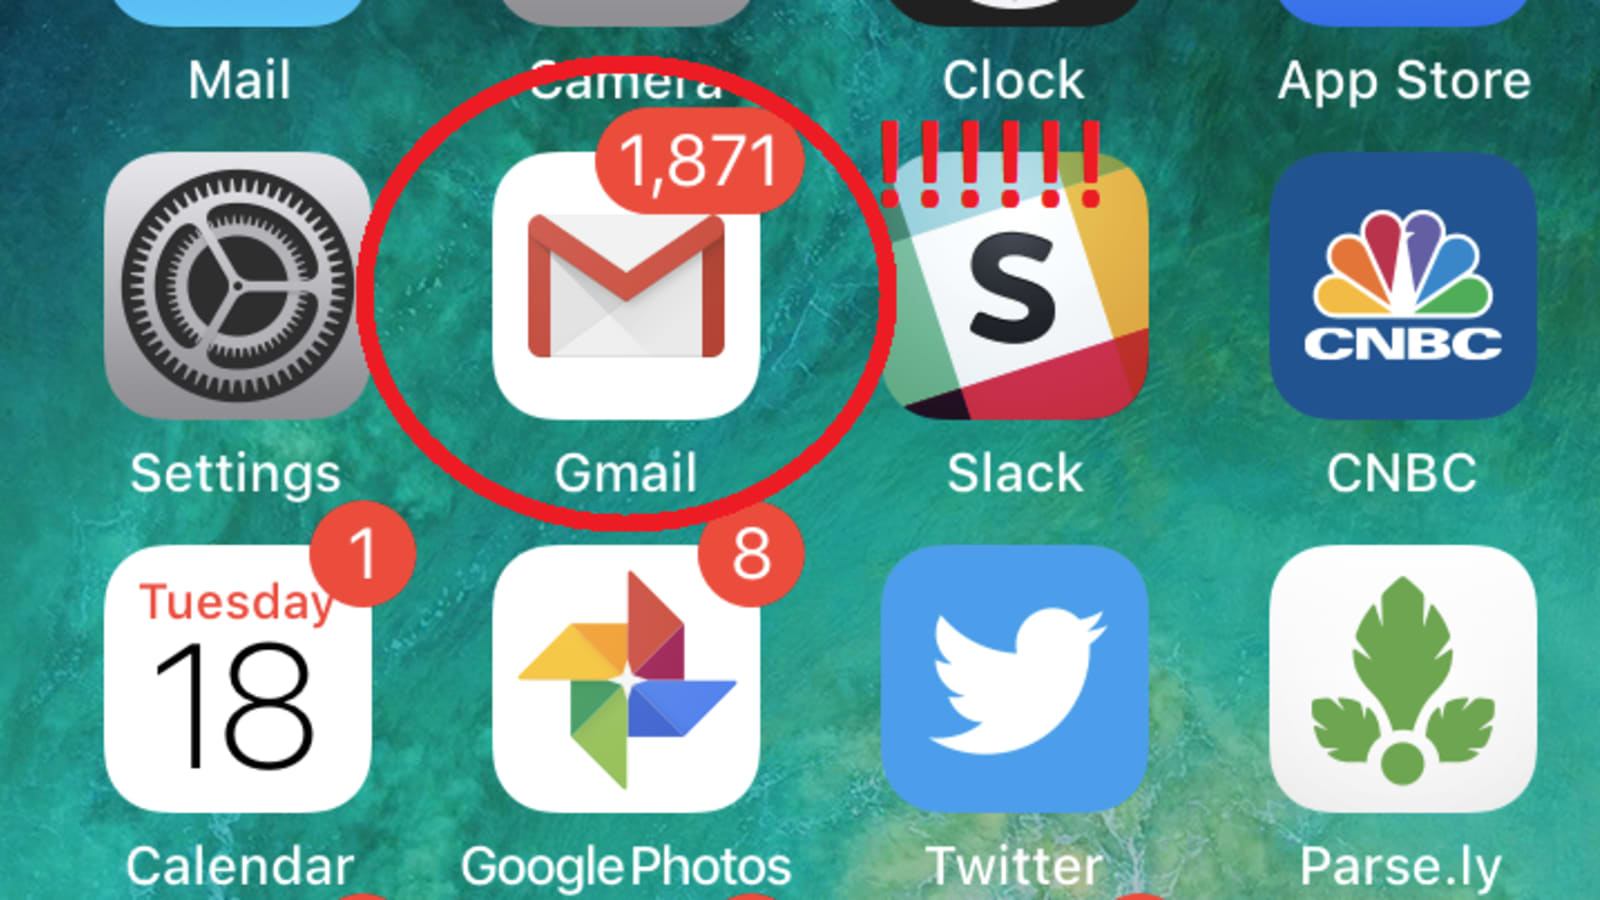 Mail
Camera
Clock
App Store
1,871
!!!!!!
S
CNBC
Settings
Gmail
Slack
CNBC
1
8
Tuesday
18
Calendar
Google Photos
Twitter
Parse.ly